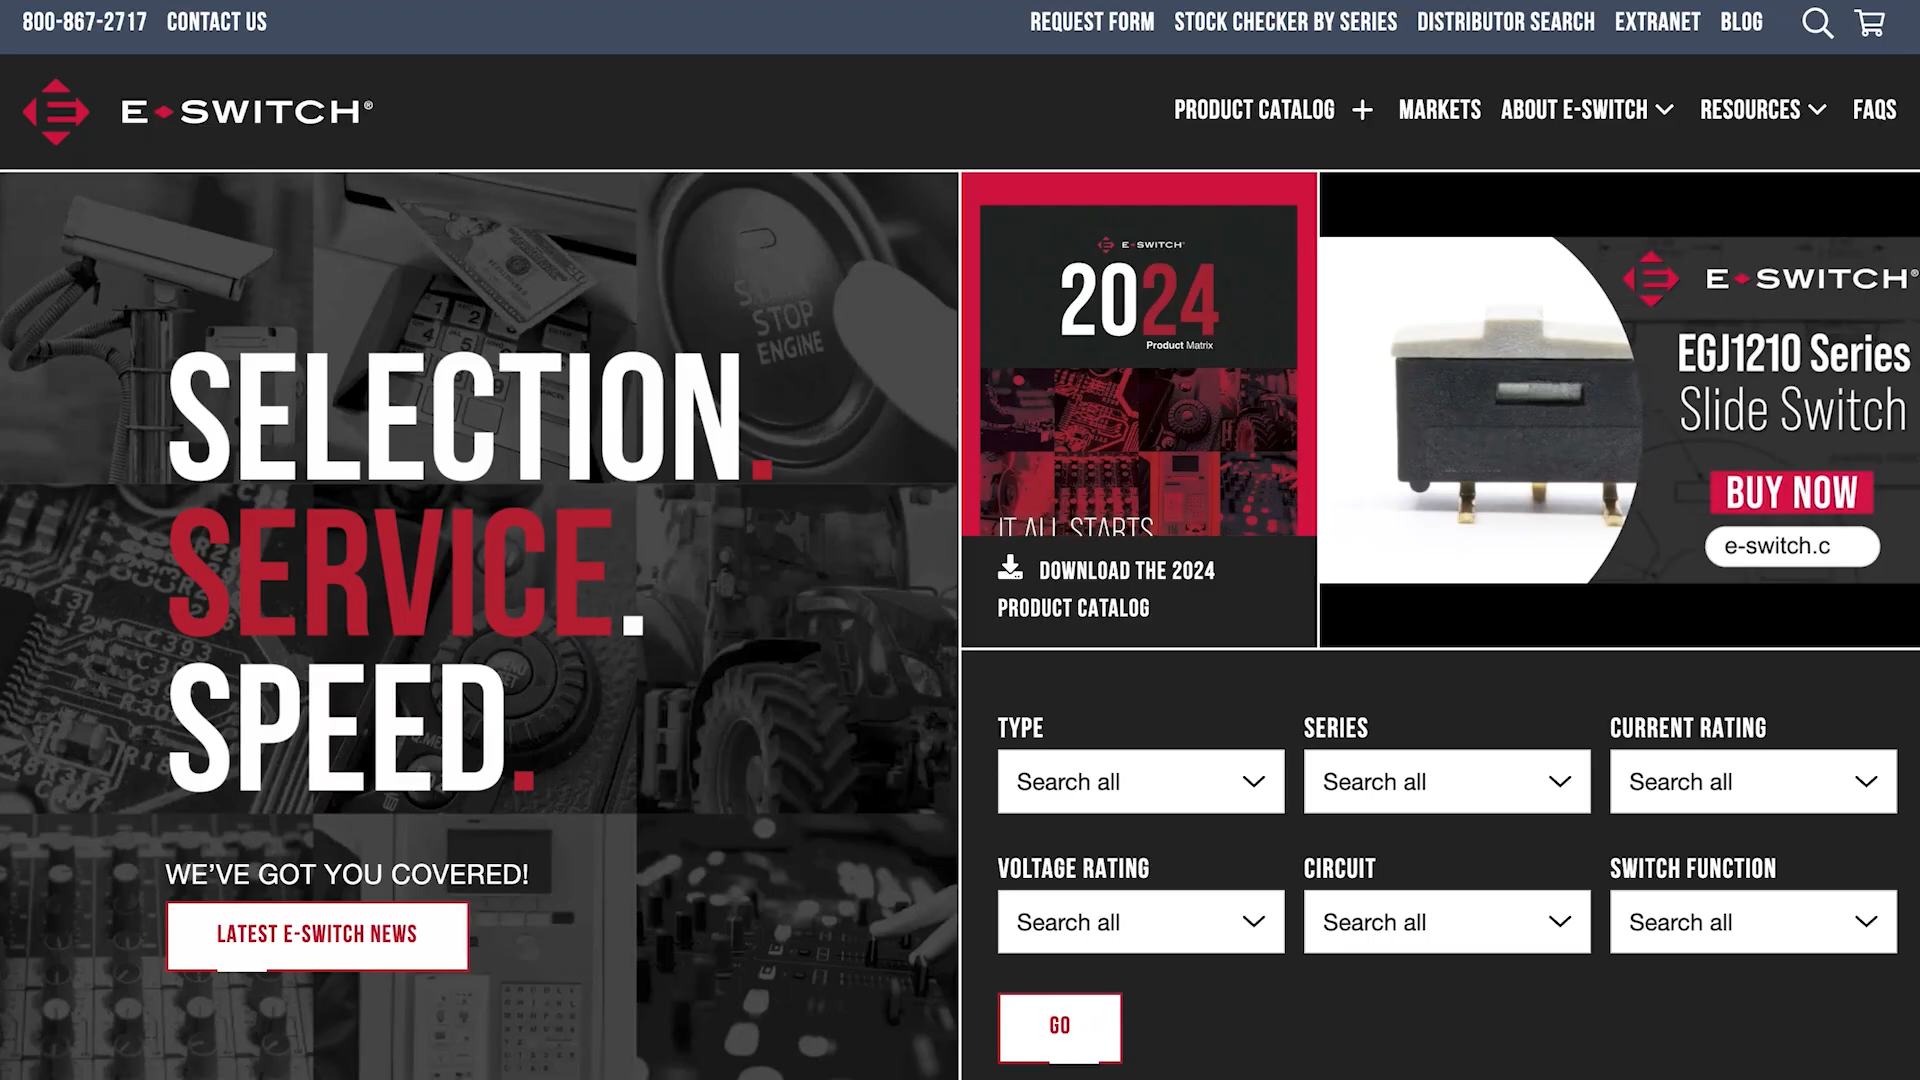 800-867-2717 CONTACT US REQUEST FORM STOCK CHECKER BY SERIES DISTRIBUTOR SEARCH EXTRANET BLOG
E SWITCH® PRODUCT CATALOG + MARKETS ABOUT E-SWITCH RESOURCES FAQS
SELECTION.
SERVICE.
SPEED.
WE'VE GOT YOU COVERED!
LATEST E-SWITCH NEWS
STOP
ENGINE
E SWITCH
2024
Product Matrix
IT ALL STARTS
DOWNLOAD THE 2024
PRODUCT CATALOG
E SWITCH®
EGJ1210 Series
Slide Switch
BUY NOW
e-switch.c
TYPE SERIES CURRENT RATING
Search all Search all Search all
VOLTAGE RATING CIRCUIT SWITCH FUNCTION
Search all Search all Search all
GO